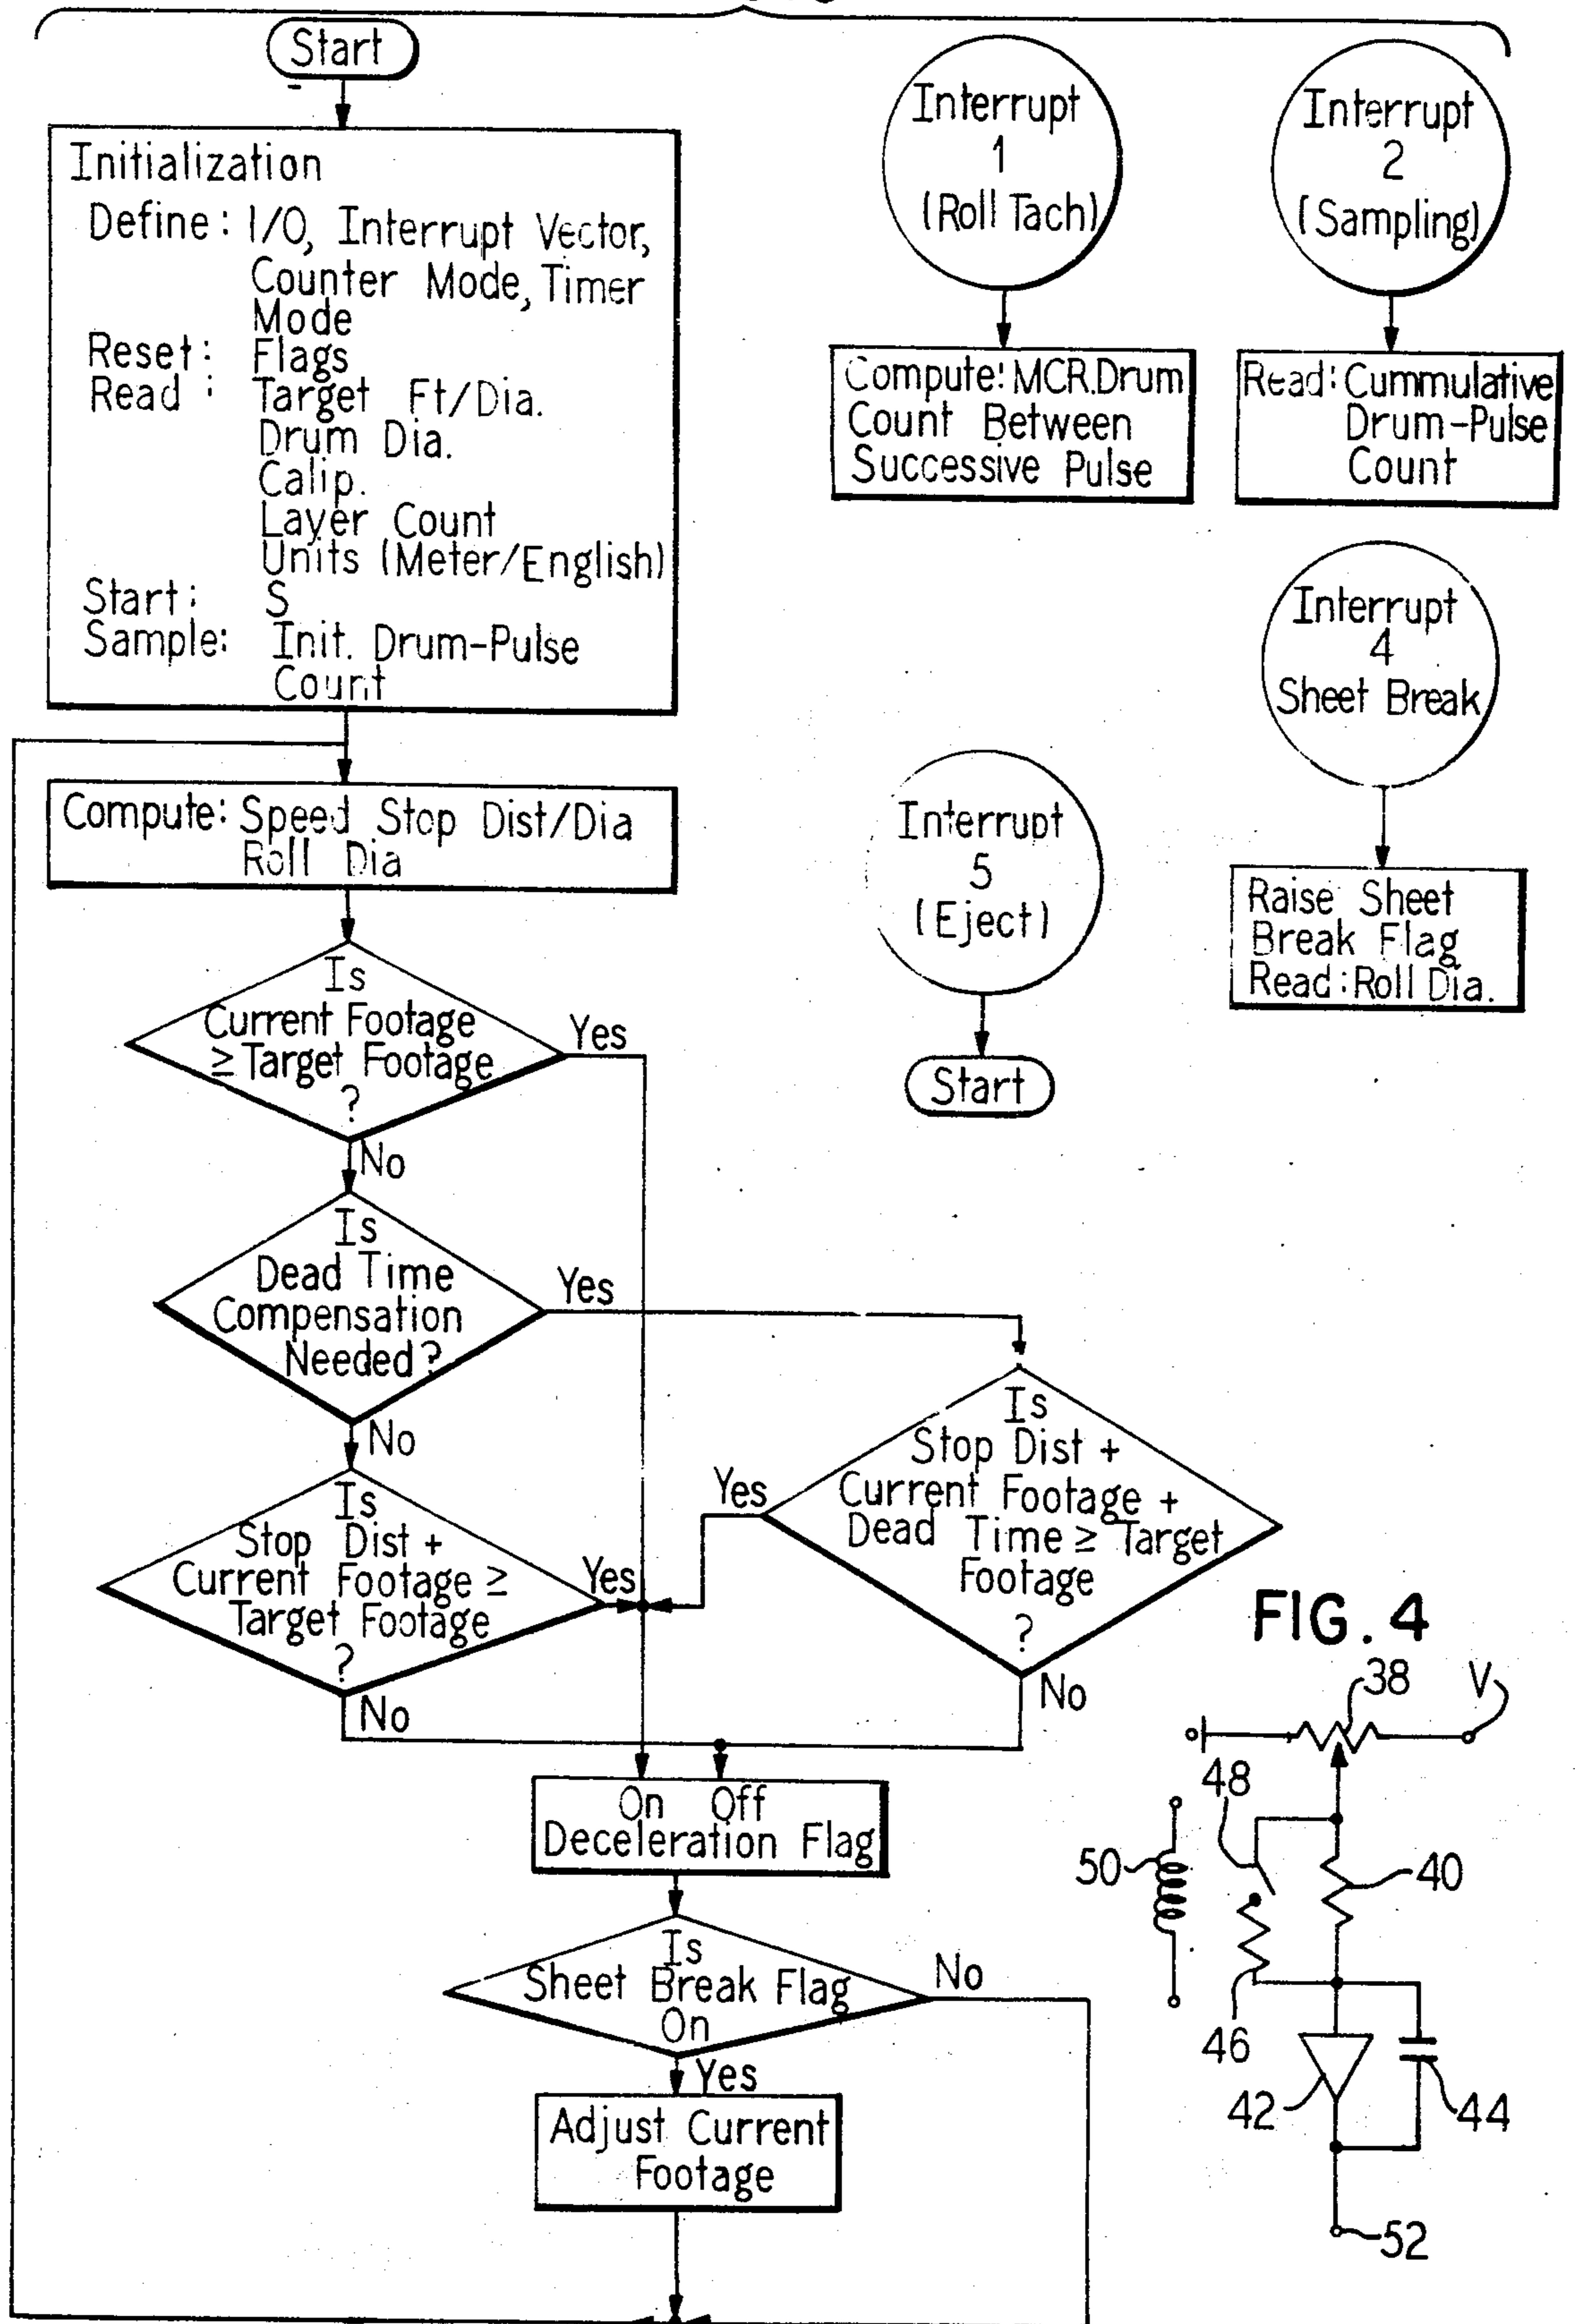 Start
Initialization
Define: I/O, Interrupt Vector,
Counter Mode, Timer
Mode
Reset: Flags
Read : Target Ft/Dia.
Drum Dia.
Calip.
Layer Count
Units (Meter/English)
Start: S
Sample: Init. Drum-Pulse
Count
Compute: Speed Stop Dist/Dia
Roll Dia
Is
Current Footage
≥ Target Footage
?
Yes
No
Is
Dead Time
Compensation
Needed?
Yes
No
Is
Stop Dist +
Current Footage ≥
Target Footage
?
Yes
No
Is
Stop Dist +
Current Footage +
Dead Time ≥ Target
Footage
?
Yes
No
On Off
Deceleration Flag
Is
Sheet Break Flag
On
No
Yes
Adjust Current
Footage
Interrupt
1
(Roll Tach)
Compute: MCR.Drum
Count Between
Successive Pulse
Interrupt
2
(Sampling)
Read: Cummulative
Drum-Pulse
Count
Interrupt
4
Sheet Break
Raise Sheet
Break Flag
Read: Roll Dia.
Interrupt
5
(Eject)
Start
FIG. 4
38
V
48
50
40
46
42
44
52